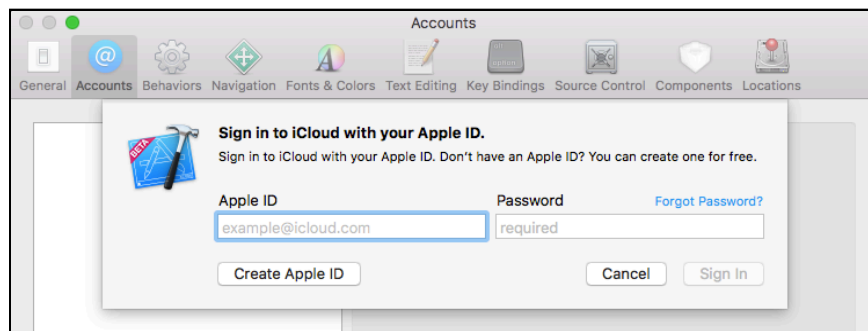 Accounts
General Accounts Behaviors Navigation Fonts & Colors Text Editing Key Bindings Source Control Components Locations
BETA
Sign in to iCloud with your Apple ID.
Sign in to iCloud with your Apple ID. Don't have an Apple ID? You can create one for free.
Apple ID Password Forgot Password?
example@icloud.com required
Create Apple ID Cancel Sign In